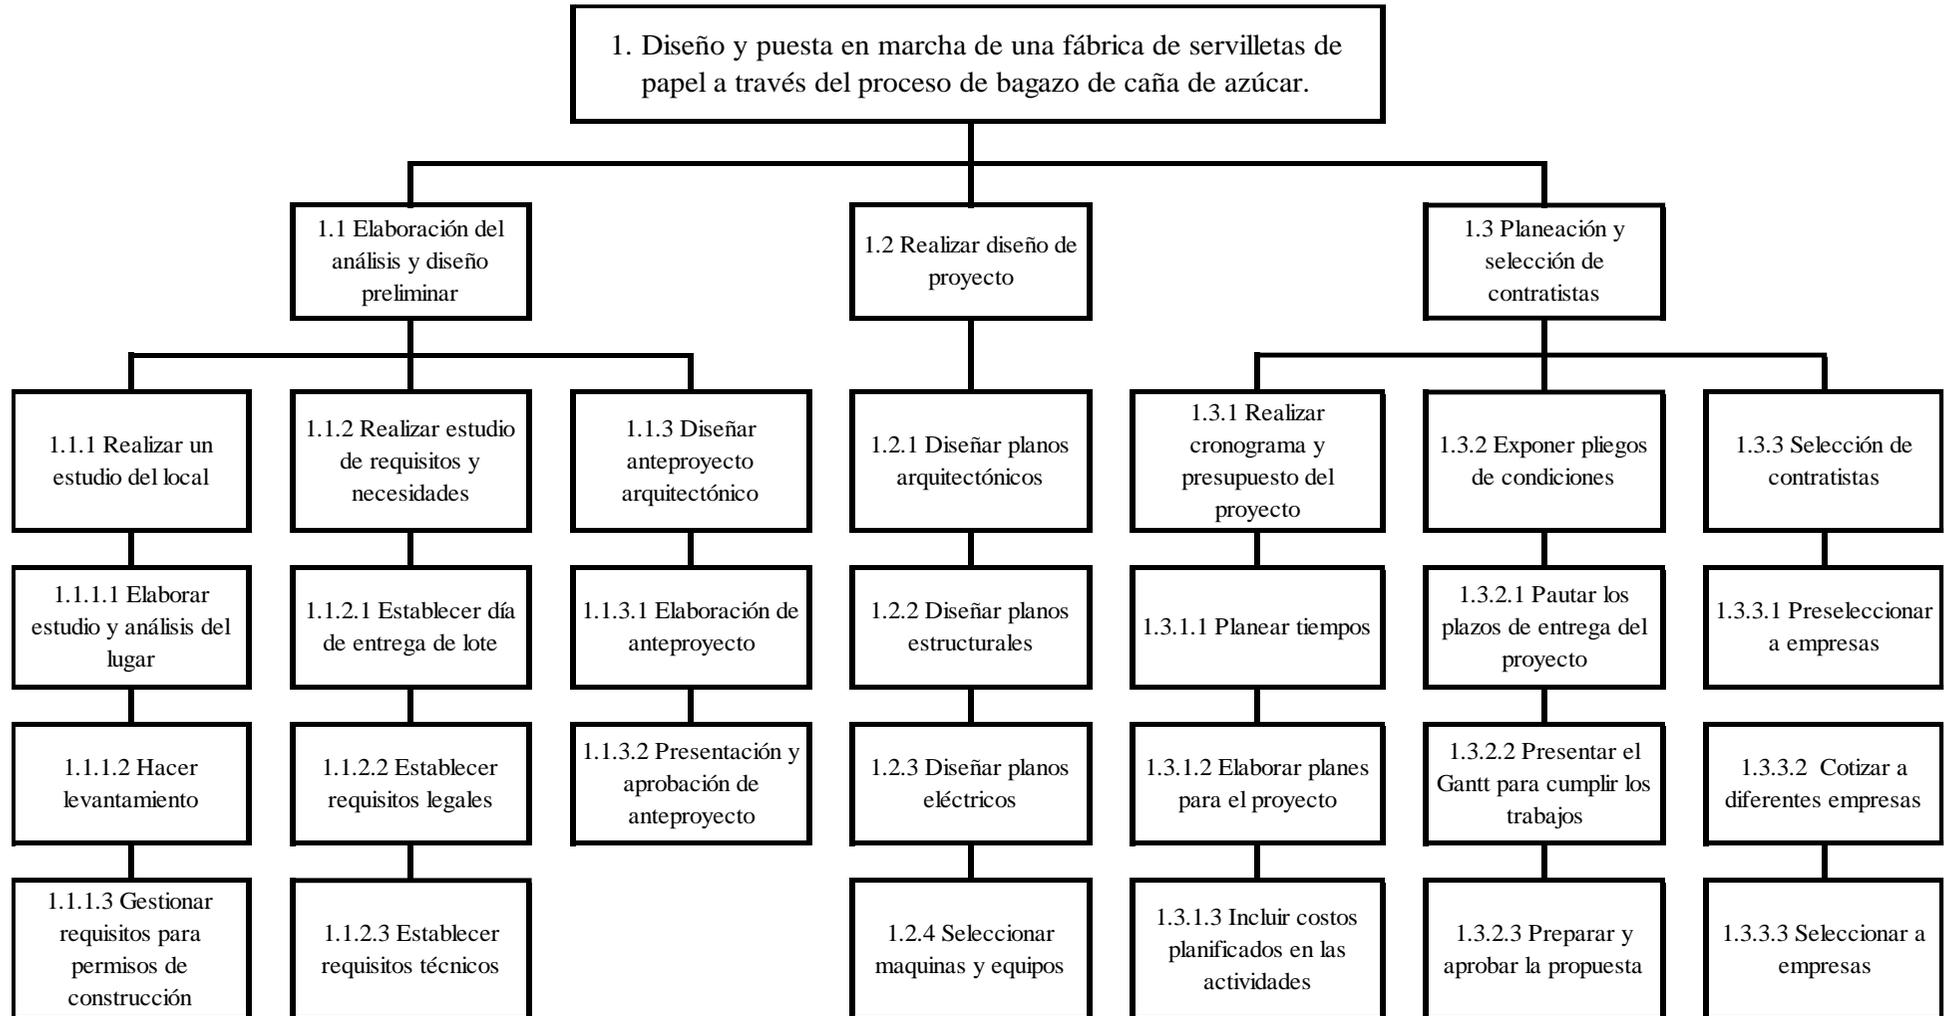 1. Diseño y puesta en marcha de una fábrica de servilletas de
papel a través del proceso de bagazo de caña de azúcar.
1.1 Elaboración del
análisis y diseño
preliminar
1.2 Realizar diseño de
proyecto
1.3 Planeación y
selección de
contratistas
1.1.1 Realizar un
estudio del local
1.1.2 Realizar estudio
de requisitos y
necesidades
1.1.3 Diseñar
anteproyecto
arquitectónico
1.2.1 Diseñar planos
arquitectónicos
1.3.1 Realizar
cronograma y
presupuesto del
proyecto
1.3.2 Exponer pliegos
de condiciones
1.3.3 Selección de
contratistas
1.1.1.1 Elaborar
estudio y análisis del
lugar
1.1.2.1 Establecer día
de entrega de lote
1.1.3.1 Elaboración de
anteproyecto
1.2.2 Diseñar planos
estructurales
1.3.1.1 Planear tiempos
1.3.2.1 Pautar los
plazos de entrega del
proyecto
1.3.3.1 Preseleccionar
a empresas
1.1.1.2 Hacer
levantamiento
1.1.2.2 Establecer
requisitos legales
1.1.3.2 Presentación y
aprobación de
anteproyecto
1.2.3 Diseñar planos
eléctricos
1.3.1.2 Elaborar planes
para el proyecto
1.3.2.2 Presentar el
Gantt para cumplir los
trabajos
1.3.3.2 Cotizar a
diferentes empresas
1.1.1.3 Gestionar
requisitos para
permisos de
construcción
1.1.2.3 Establecer
requisitos técnicos
1.2.4 Seleccionar
maquinas y equipos
1.3.1.3 Incluir costos
planificados en las
actividades
1.3.2.3 Preparar y
aprobar la propuesta
1.3.3.3 Seleccionar a
empresas